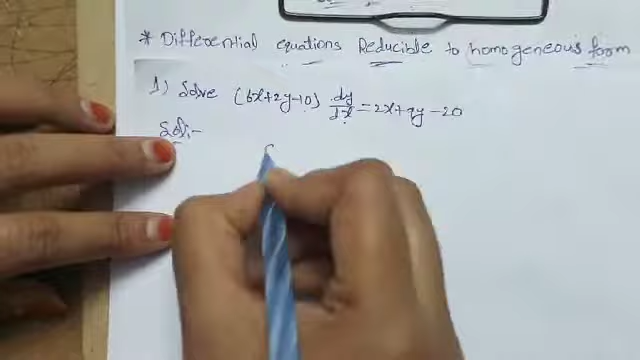 * Differential equations Reducible to homogeneous form
1) Solve (6x+2y-10) dy/dx = 2x+9y-20
Sol:-